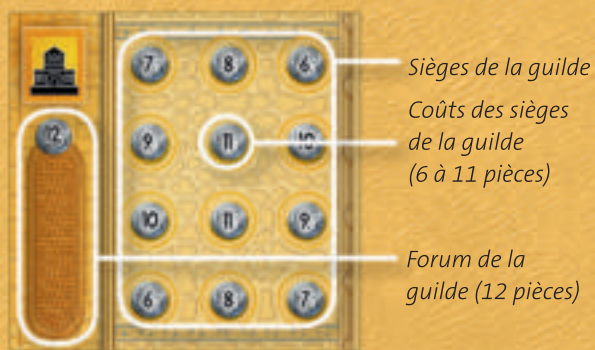 7 8 6
Sièges de la guilde
Coûts des sièges
de la guilde
(6 à 11 pièces)
12
9 11 10
10 11 9
Forum de la
guilde (12 pièces)
6 8 7